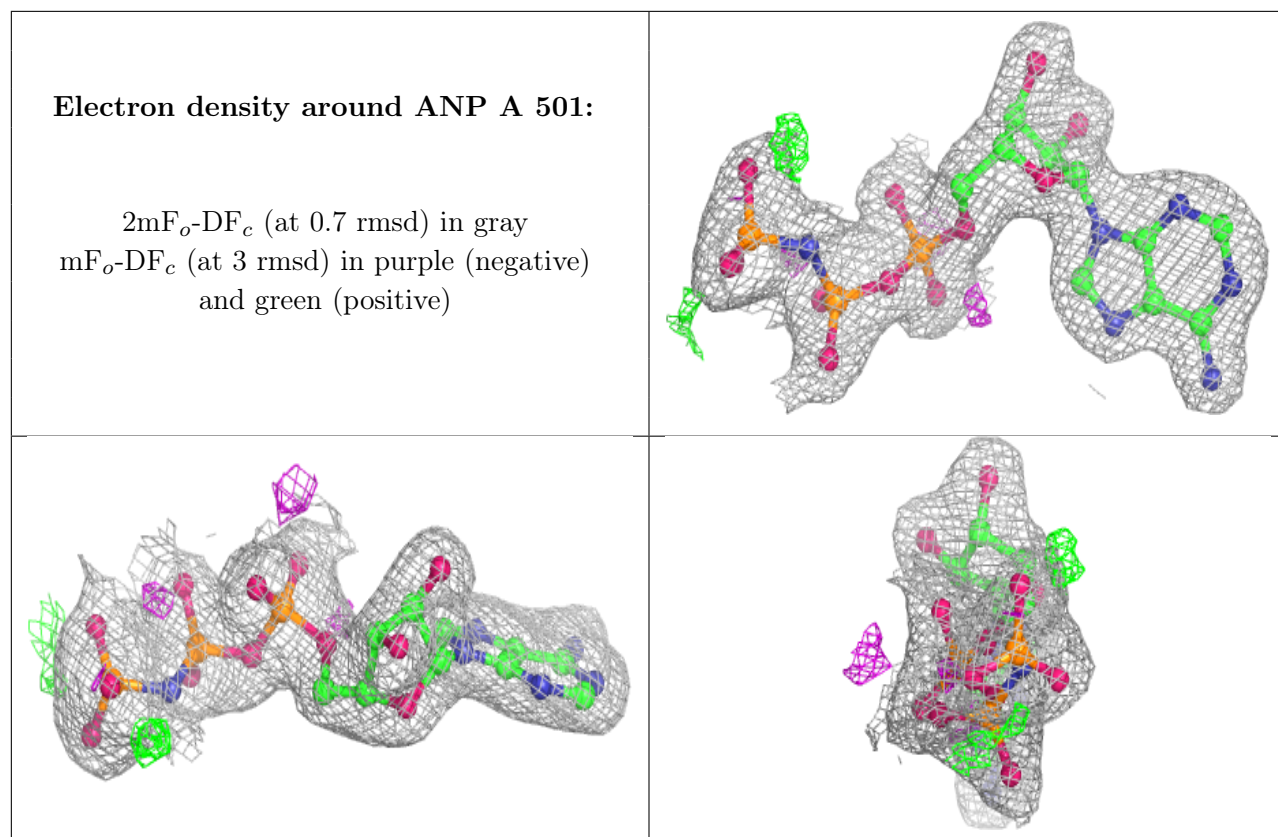 Electron density around ANP A 501:
2mFo-DFc (at 0.7 rmsd) in gray
mFo-DFc (at 3 rmsd) in purple (negative)
and green (positive)